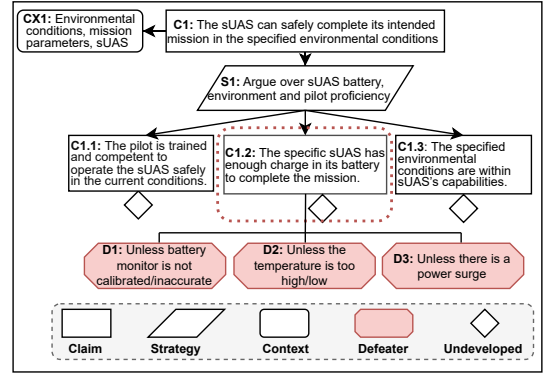 CX1: Environmental
conditions, mission
parameters, sUAS
C1: The sUAS can safely complete its intended
mission in the specified environmental conditions
S1: Argue over sUAS battery,
environment and pilot proficiency
C1.1: The pilot is trained
and competent to
operate the sUAS safely
in the current conditions.
C1.2: The specific sUAS has
enough charge in its battery
to complete the mission.
C1.3: The specified
environmental
conditions are within
sUAS's capabilities.
D1: Unless battery
monitor is not
calibrated/inaccurate
D2: Unless the
temperature is too
high/low
D3: Unless there is a
power surge
Claim
Strategy
Context
Defeater
Undeveloped